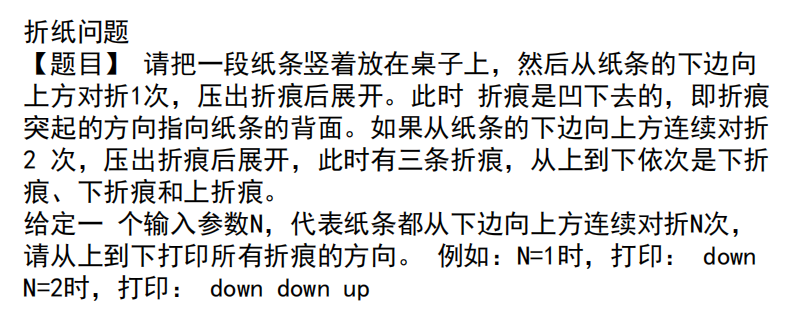 折纸问题
【题目】 请把一段纸条竖着放在桌子上，然后从纸条的下边向
上方对折1次，压出折痕后展开。此时 折痕是凹下去的，即折痕
突起的方向指向纸条的背面。如果从纸条的下边向上方连续对折
2 次，压出折痕后展开，此时有三条折痕，从上到下依次是下折
痕、下折痕和上折痕。
给定一 个输入参数N，代表纸条都从下边向上方连续对折N次，
请从上到下打印所有折痕的方向。 例如：N=1时，打印： down
N=2时，打印： down down up